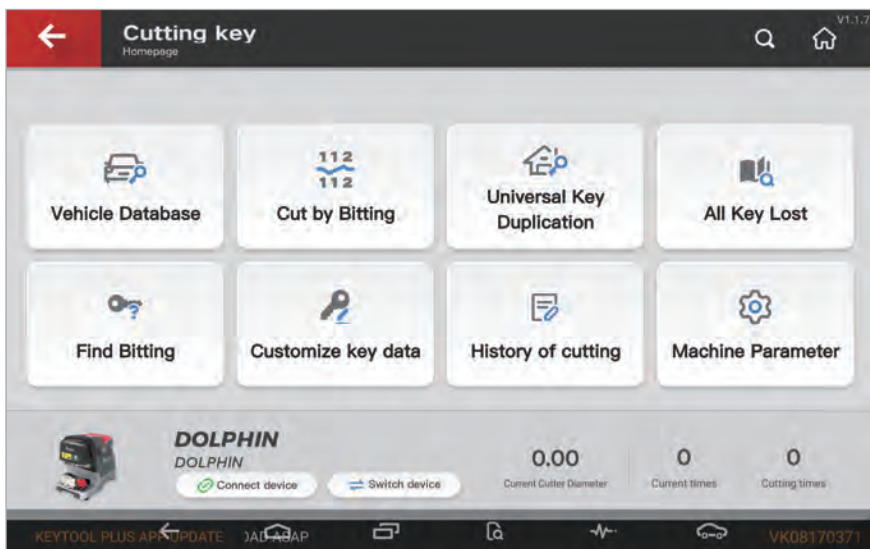 Cutting key
Homepage
V1.1.7
112
112
Vehicle Database
Cut by Bitting
Universal Key
Duplication
All Key Lost
Find Bitting
Customize key data
History of cutting
Machine Parameter
DOLPHIN
DOLPHIN
Connect device
Switch device
0.00
Current Cutter Diameter
0
Current times
0
Cutting times
KEYTOOL PLUS APP UPDATE
ASAP
VK08170371